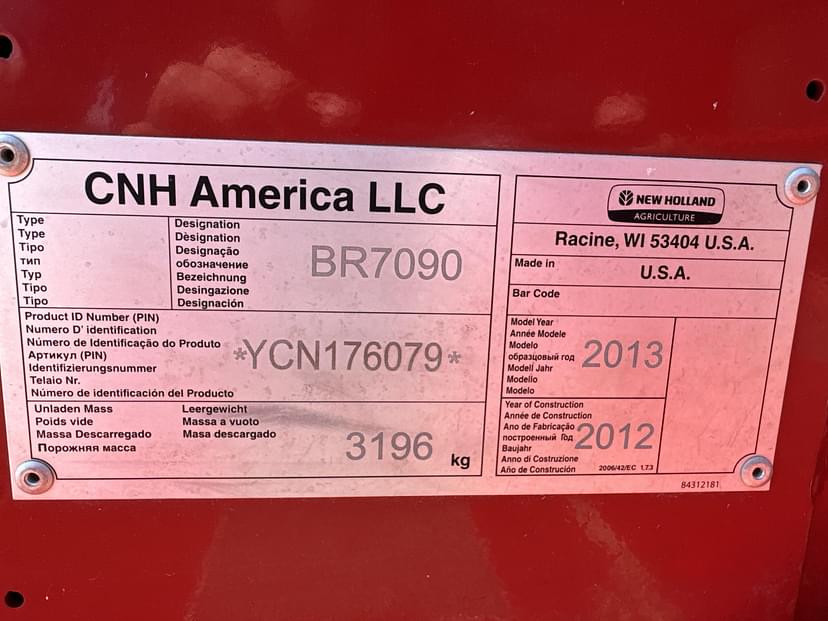 CNH America LLC
Type
Type
Tipo
тип
Typ
Tipo
Tipo
Designation
Dèsignation
Designação
обозначение
Bezeichnung
Desingazione
Designación
BR7090
Product ID Number (PIN)
Numero D' identification
Número de Identificação do Produto
Артикул (PIN)
Identifizierungsnummer
Telaio Nr.
Número de identificación del Producto
*YCN176079*
Unladen Mass
Poids vide
Massa Descarregado
Порожняя масса
Leergewicht
Massa a vuoto
Masa descargado
3196 kg
NEW HOLLAND
AGRICULTURE
Racine, WI 53404 U.S.A.
Made in
U.S.A.
Bar Code
Model Year
Année Modele
Modelo
образцовый год
Modell Jahr
Modello
Modelo
2013
Year of Construction
Année de Construction
Ano de Fabricação
построенный Год
Baujahr
Anno di Costruzione
Año de Construción
2012
2006/42/EC 1.7.3
84312181